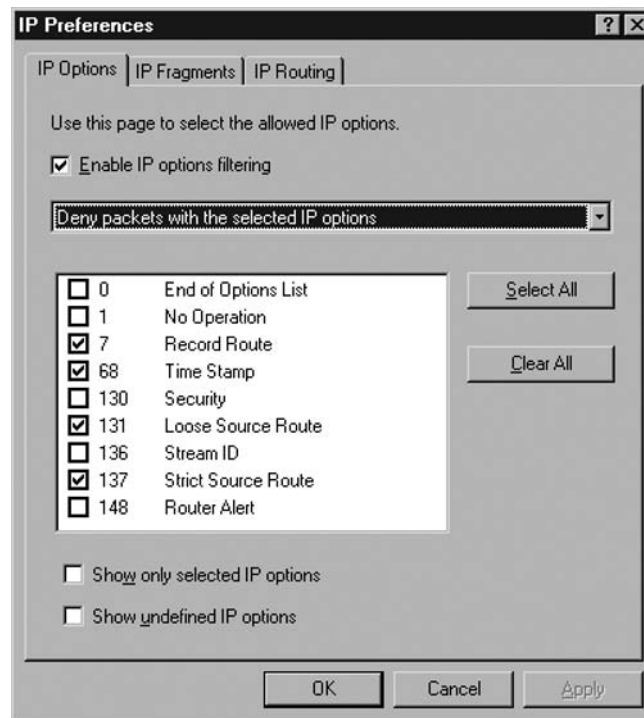 IP Preferences
IP Options IP Fragments IP Routing
Use this page to select the allowed IP options.
Enable IP options filtering
Deny packets with the selected IP options
0 End of Options List
1 No Operation
7 Record Route
68 Time Stamp
130 Security
131 Loose Source Route
136 Stream ID
137 Strict Source Route
148 Router Alert
Select All
Clear All
Show only selected IP options
Show undefined IP options
OK Cancel Apply